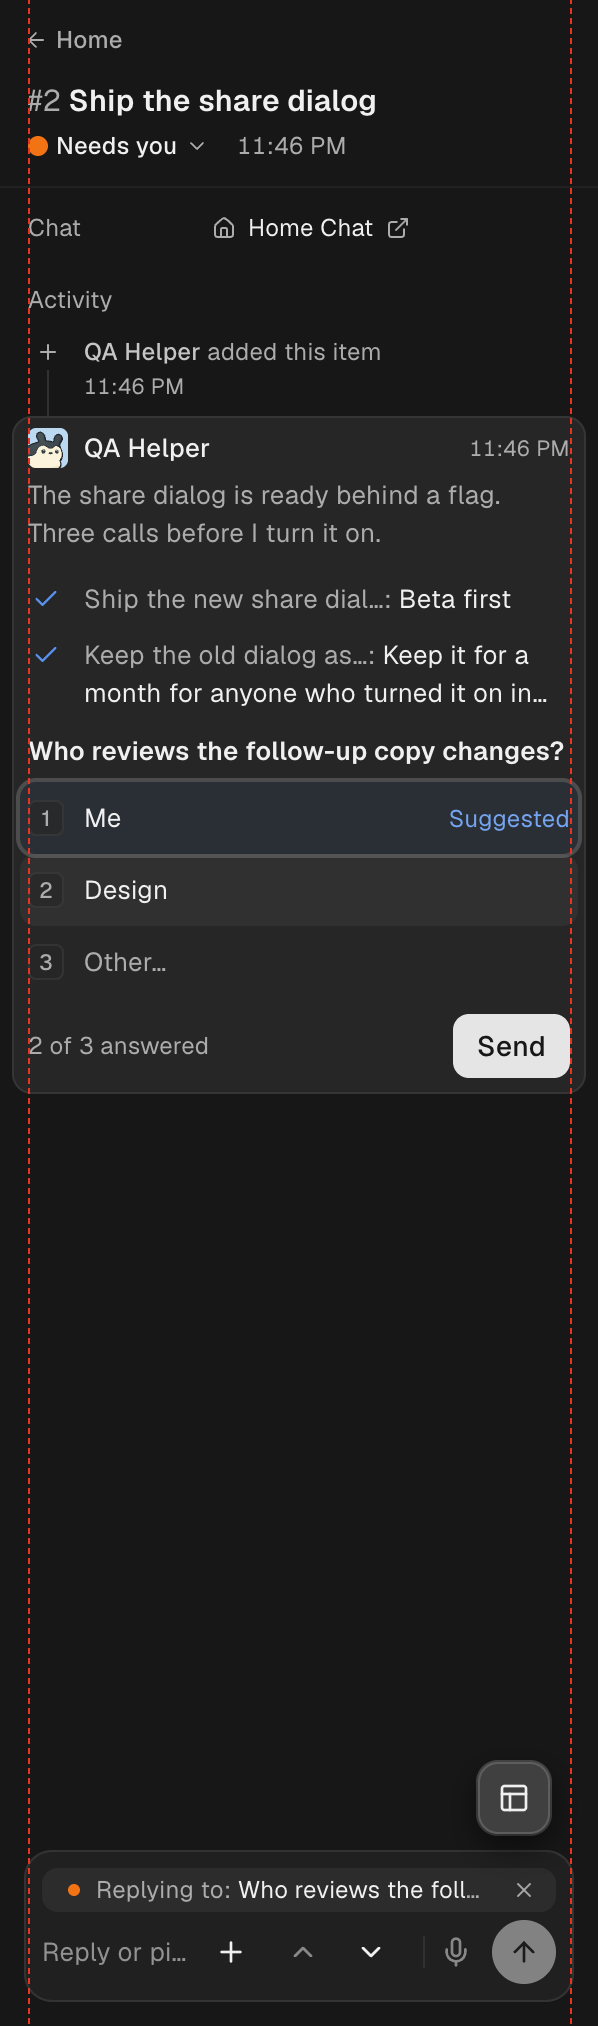 Home
#2 Ship the share dialog
Needs you 11:46 PM
Chat Home Chat
Activity
QA Helper added this item
11:46 PM
QA Helper 11:46 PM
The share dialog is ready behind a flag.
Three calls before I turn it on.
Ship the new share dial...: Beta first
Keep the old dialog as...: Keep it for a
month for anyone who turned it on in...
Who reviews the follow-up copy changes?
1 Me Suggested
2 Design
3 Other...
2 of 3 answered Send
Replying to: Who reviews the foll...
Reply or pi...